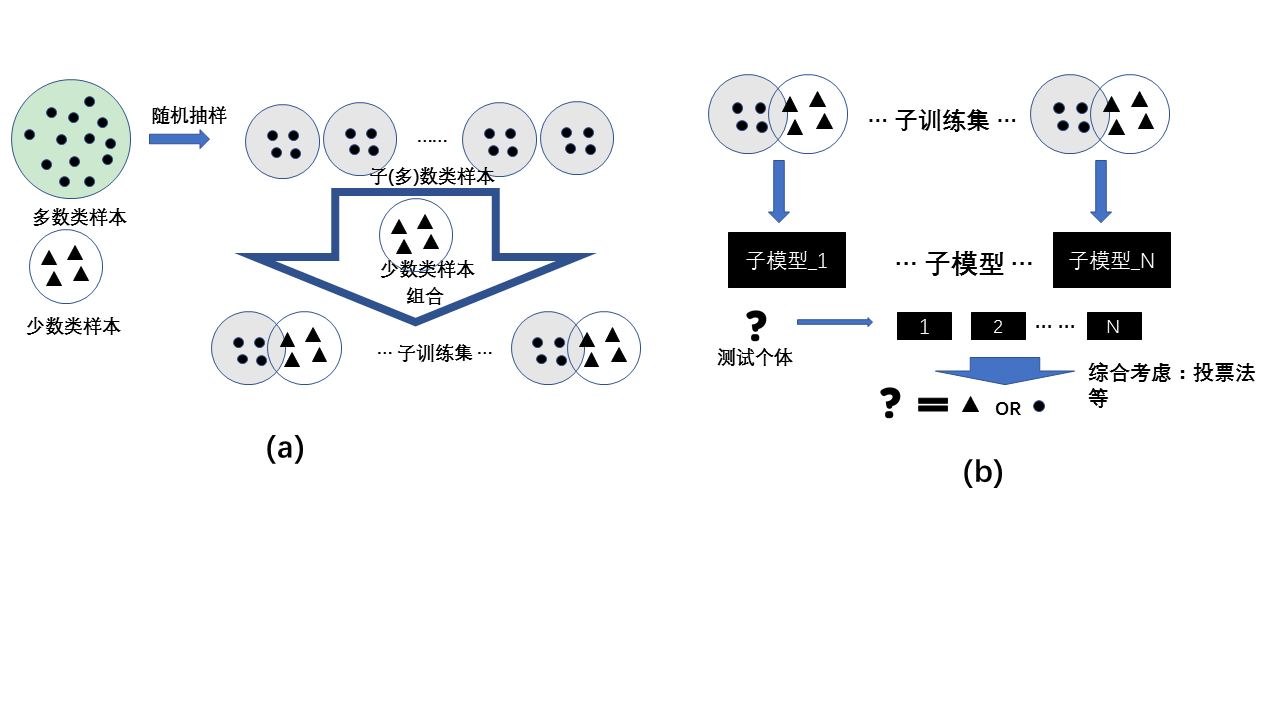 随机抽样
……
子(多)数类样本
多数类样本
少数类样本
组合
少数类样本
… 子训练集 …
(a)
… 子训练集 …
子模型_1
… 子模型 …
子模型_N
?
测试个体
1
2
… …
N
综合考虑：投票法
等
? = ▲ OR ●
(b)